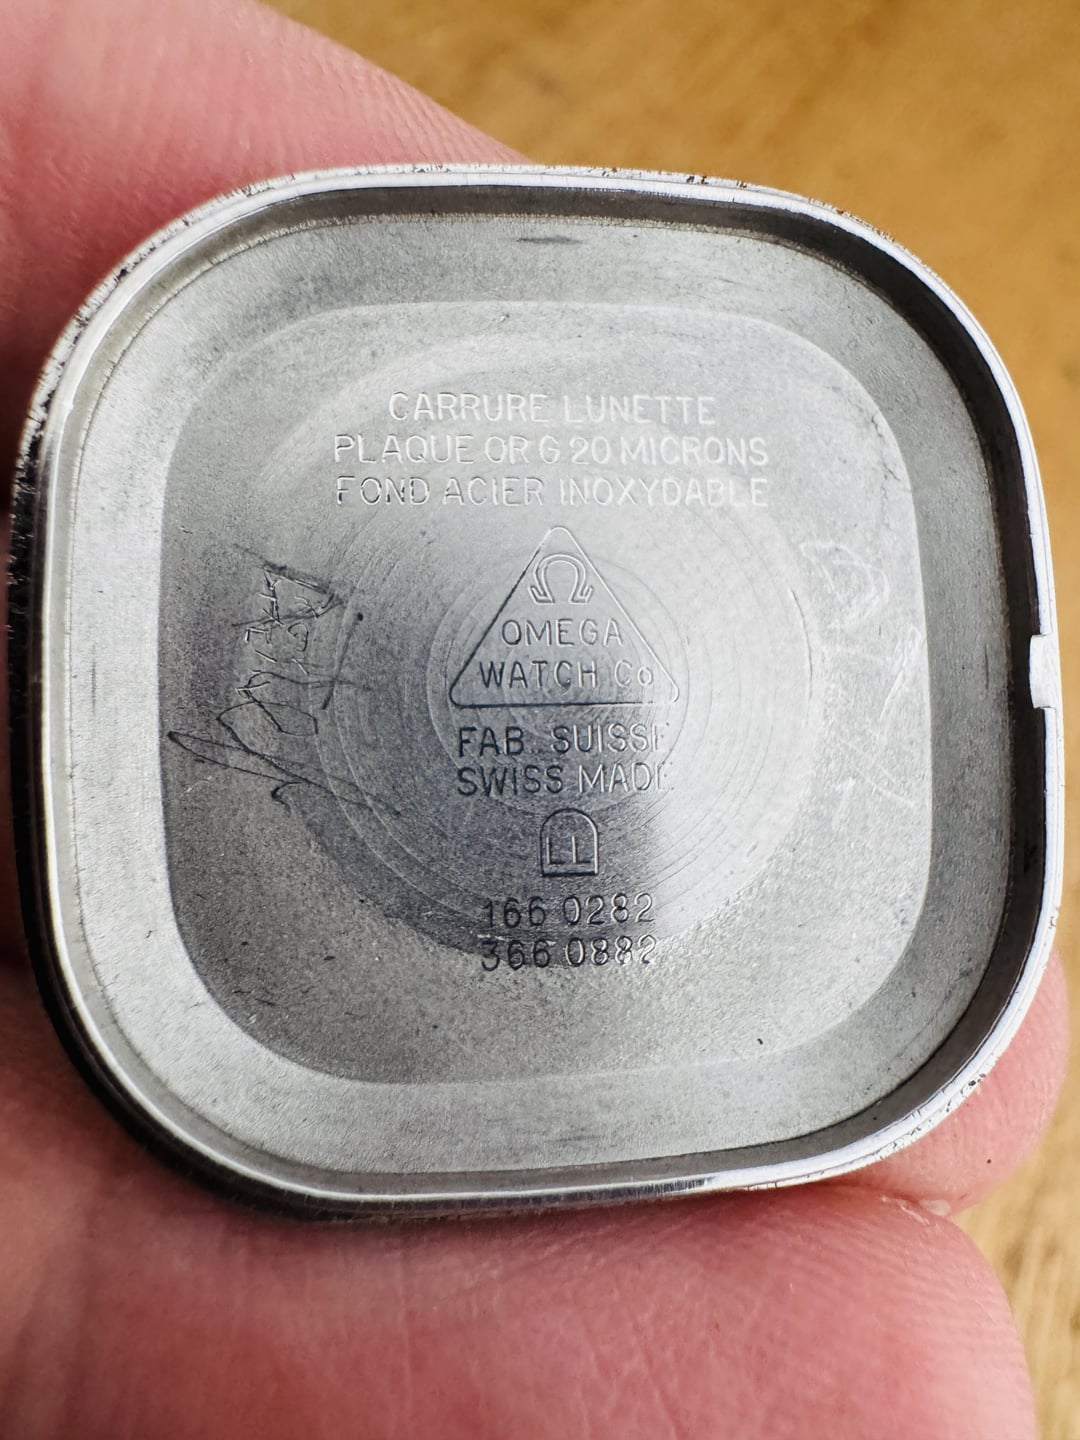 CARRURE LUNETTE
PLAQUE OR G 20 MICRONS
FOND ACIER INOXYDABLE
Ω
OMEGA
WATCH Co
FAB. SUISSE
SWISS MADE
166 0282
366 0882